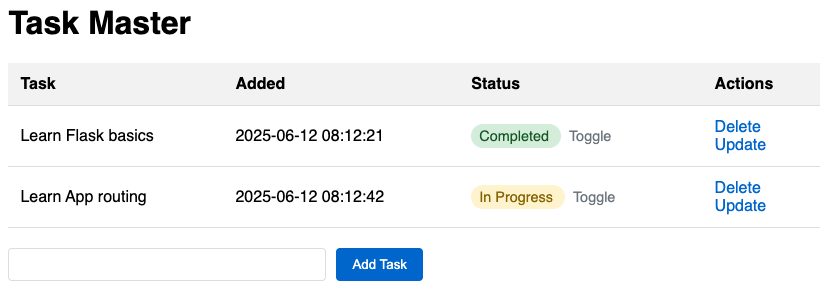 Task Master
Task Added Status Actions
Learn Flask basics 2025-06-12 08:12:21 Completed Toggle Delete
Update
Learn App routing 2025-06-12 08:12:42 In Progress Toggle Delete
Update
Add Task